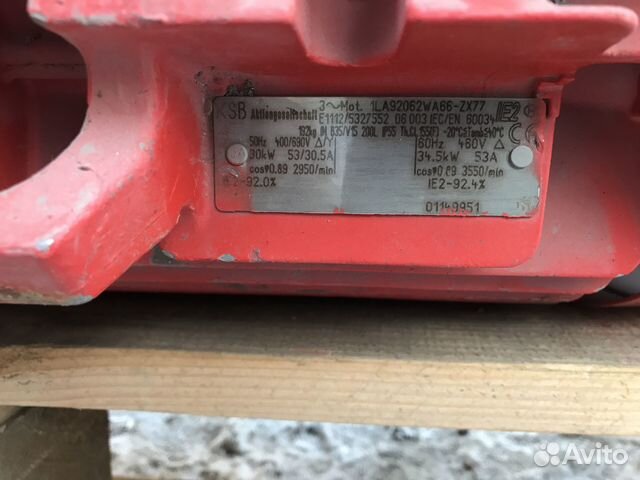 KSB Aktiengesellschaft 3~Mot. 1LA92062WA66-ZX77 IE2
E1112/5327552 06 003 IEC/EN 60034
192kg IM B35/V15 200L IP55 Th.Cl.155(F) -20°C≤Tamb≤40°C CE
50Hz 400/690V Δ/Y 60Hz 460V Δ
30kW 53/30.5A 34.5kW 53A
cosφ0.89 2950/min cosφ0.89 3550/min
IE2-92.0% IE2-92.4%
01149951
Avito